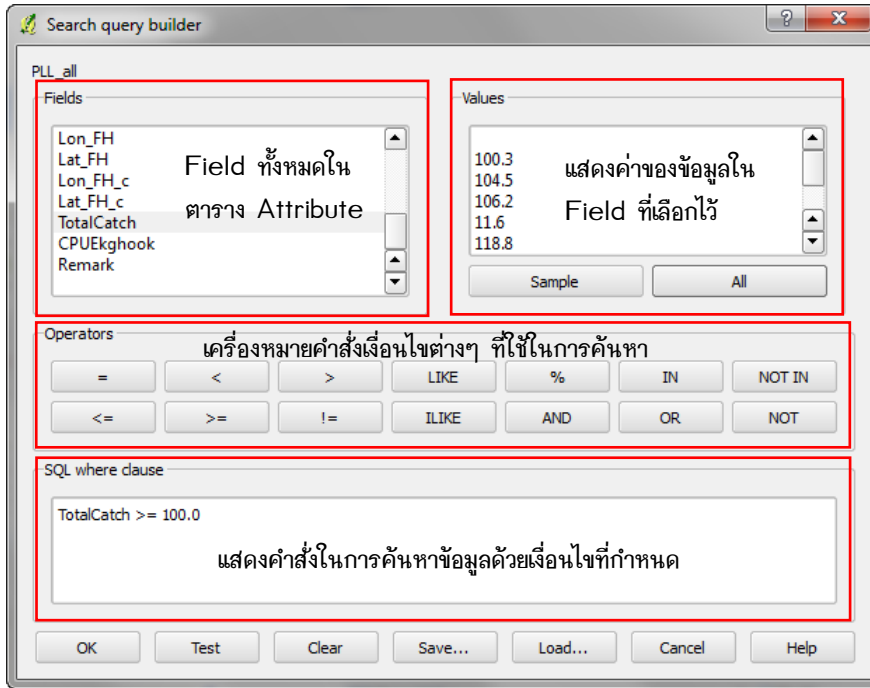 Search query builder
PLL_all
Fields
Lon_FH
Lat_FH
Lon_FH_c
Lat_FH_c
TotalCatch
CPUEkghook
Remark
Field ทั้งหมดใน
ตาราง Attribute
Values
100.3
104.5
106.2
11.6
118.8
แสดงค่าของข้อมูลใน
Field ที่เลือกไว้
Sample All
Operators
เครื่องหมายคำสั่งเงื่อนไขต่างๆ ที่ใช้ในการค้นหา
= < > LIKE % IN NOT IN
<= >= != ILIKE AND OR NOT
SQL where clause
TotalCatch >= 100.0
แสดงคำสั่งในการค้นหาข้อมูลด้วยเงื่อนไขที่กำหนด
OK Test Clear Save... Load... Cancel Help